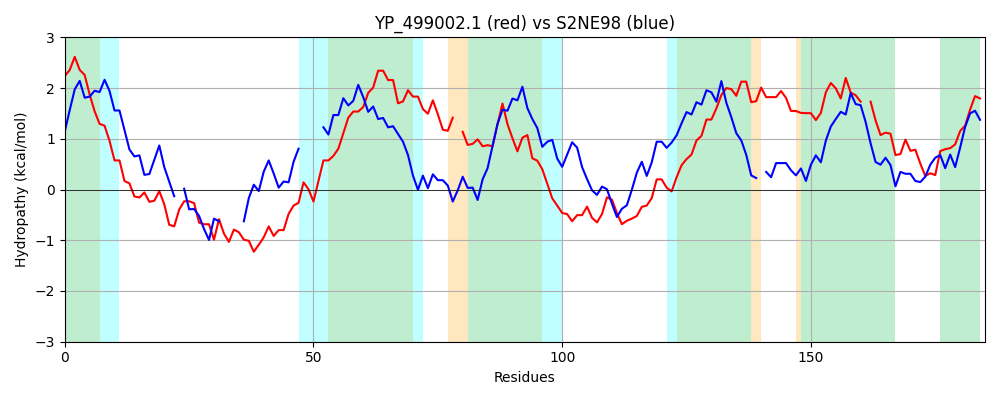 YP_499002.1 (red) vs S2NE98 (blue)
Hydropathy (kcal/mol)
3
2
1
0
−1
−2
−3
0 50 100 150
Residues